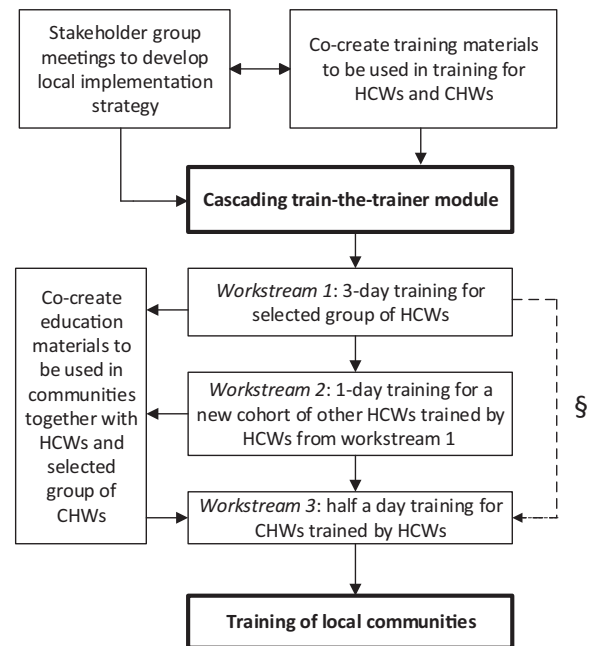 Stakeholder group
meetings to develop
local implementation
strategy
Co-create training materials
to be used in training for
HCWs and CHWs
Cascading train-the-trainer module
Workstream 1: 3-day training for
selected group of HCWs
Co-create
education
materials to
be used in
communities
together with
HCWs and
selected
group of
CHWs
Workstream 2: 1-day training for a
new cohort of other HCWs trained by
HCWs from workstream 1
§
Workstream 3: half a day training for
CHWs trained by HCWs
Training of local communities